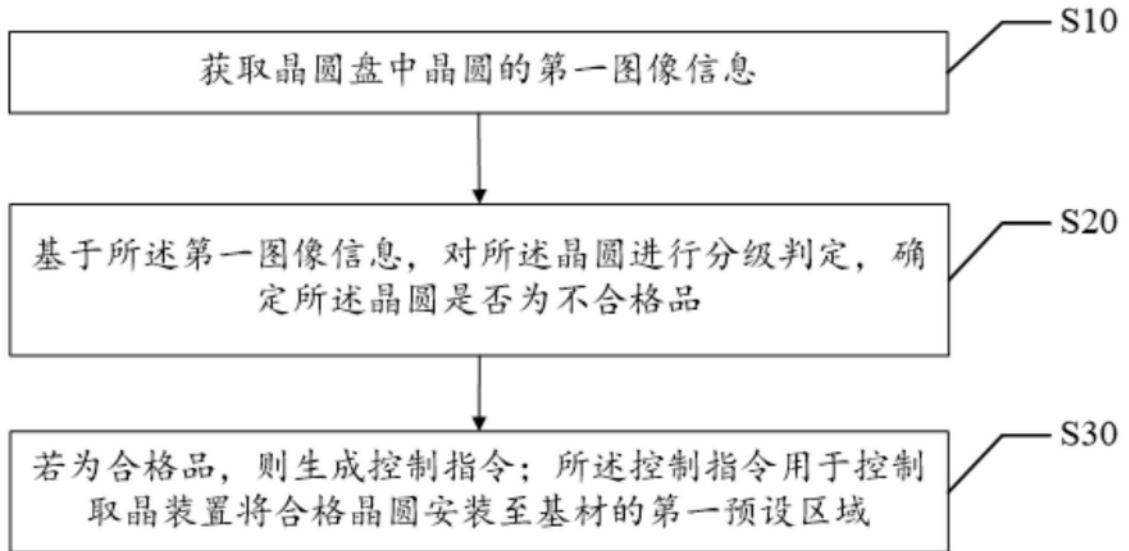 S10
获取晶圆盘中晶圆的第一图像信息
S20
基于所述第一图像信息，对所述晶圆进行分级判定，确
定所述晶圆是否为不合格品
S30
若为合格品，则生成控制指令；所述控制指令用于控制
取晶装置将合格晶圆安装至基材的第一预设区域